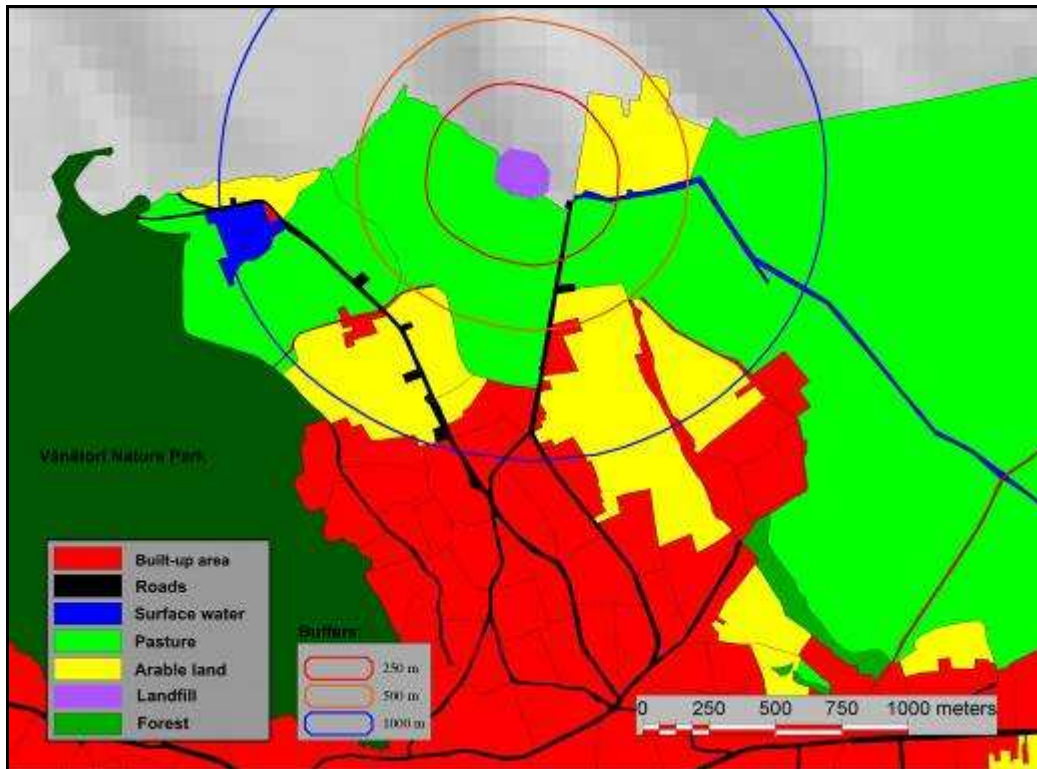 Vânători Nature Park
Built-up area
Roads
Surface water
Pasture
Arable land
Landfill
Forest
Buffers
250 m
500 m
1000 m
0 250 500 750 1000 meters